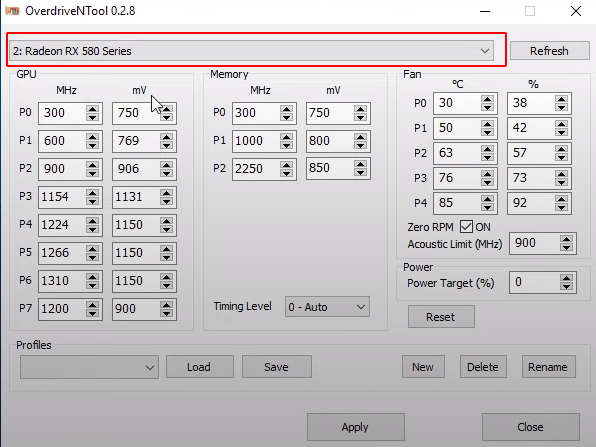 OverdriveNTool 0.2.8
2: Radeon RX 580 Series
Refresh
GPU
MHz mV
P0 300 750
P1 600 769
P2 900 906
P3 1154 1131
P4 1224 1150
P5 1266 1150
P6 1310 1150
P7 1200 900
Memory
MHz mV
P0 300 750
P1 1000 800
P2 2250 850
Timing Level 0 - Auto
Fan
°C %
P0 30 38
P1 50 42
P2 63 57
P3 76 73
P4 85 92
Zero RPM ON
Acoustic Limit (MHz) 900
Power
Power Target (%) 0
Reset
Profiles
Load Save New Delete Rename
Apply Close